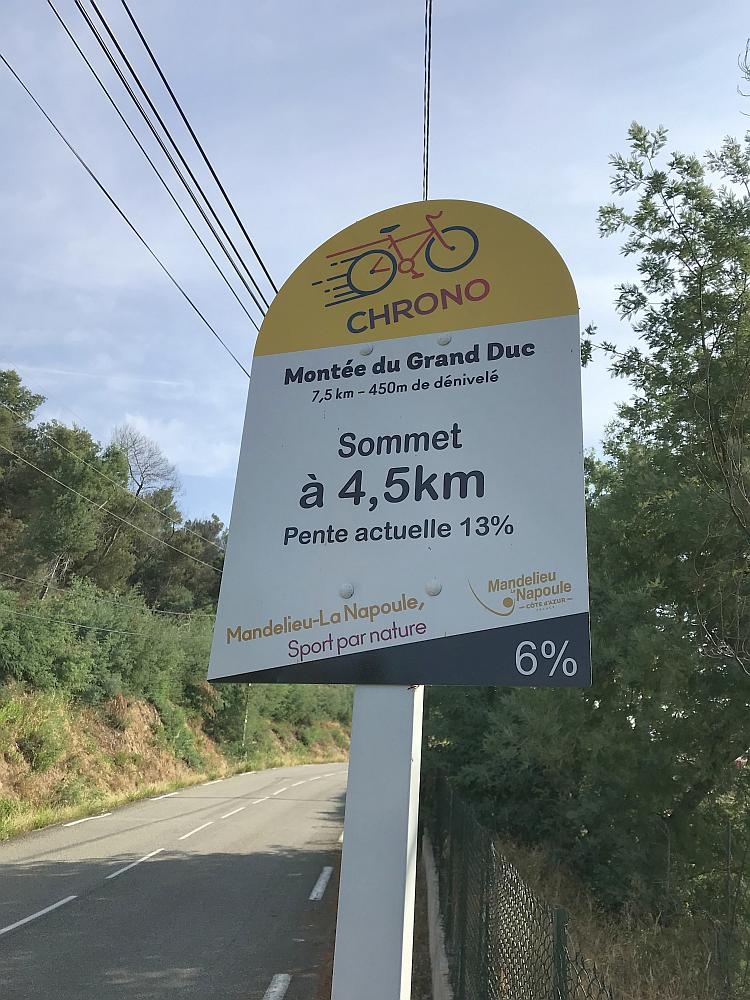 CHRONO
Montée du Grand Duc
7,5 km - 450m de dénivelé
Sommet
à 4,5km
Pente actuelle 13%
Mandelieu-La Napoule,
Sport par nature
Mandelieu
La Napoule
CÔTE D'AZUR
FRANCE
6%